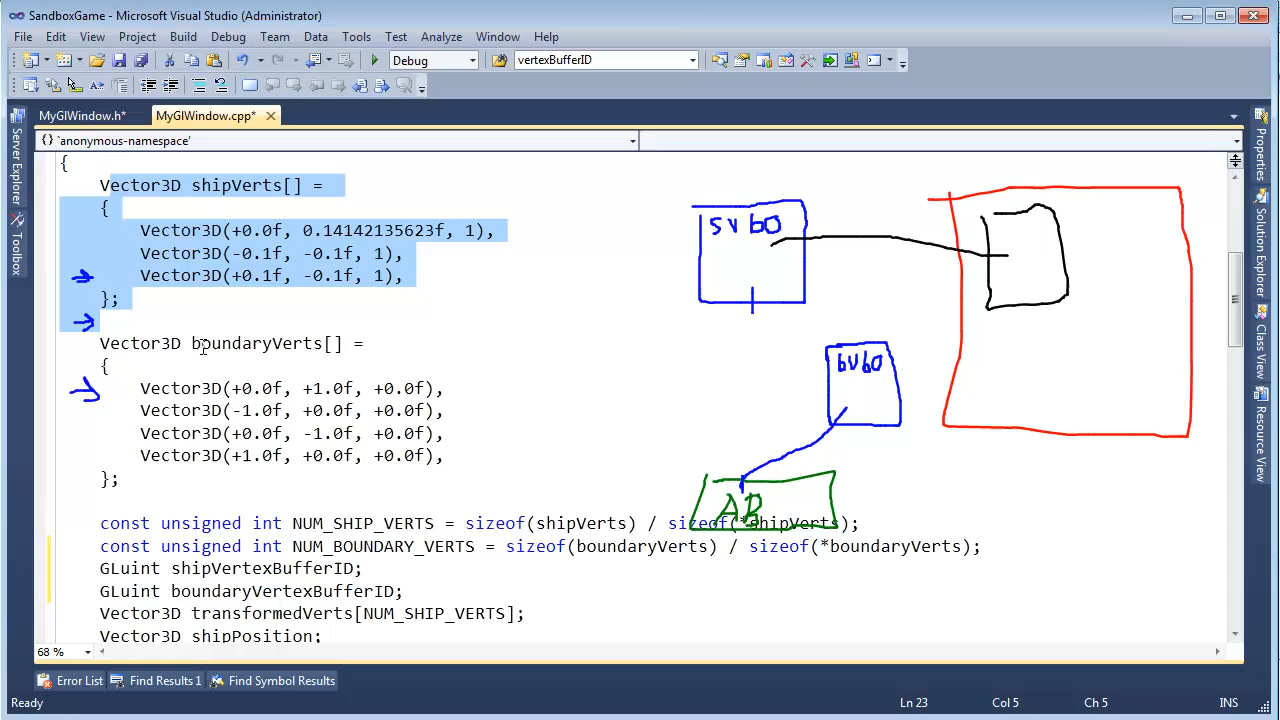 SandboxGame - Microsoft Visual Studio (Administrator)
File Edit View Project Build Debug Team Data Tools Test Analyze Window Help
Debug vertexBufferID
MyGlWindow.h* MyGlWindow.cpp*
{} `anonymous-namespace'
Server Explorer
Toolbox
Properties
Solution Explorer
Class View
Resource View
{
Vector3D shipVerts[] =
{
Vector3D(+0.0f, 0.14142135623f, 1),
Vector3D(-0.1f, -0.1f, 1),
Vector3D(+0.1f, -0.1f, 1),
};
Vector3D boundaryVerts[] =
{
Vector3D(+0.0f, +1.0f, +0.0f),
Vector3D(-1.0f, +0.0f, +0.0f),
Vector3D(+0.0f, -1.0f, +0.0f),
Vector3D(+1.0f, +0.0f, +0.0f),
};
const unsigned int NUM_SHIP_VERTS = sizeof(shipVerts) / sizeof(*shipVerts);
const unsigned int NUM_BOUNDARY_VERTS = sizeof(boundaryVerts) / sizeof(*boundaryVerts);
GLuint shipVertexBufferID;
GLuint boundaryVertexBufferID;
Vector3D transformedVerts[NUM_SHIP_VERTS];
Vector3D shipPosition;
svbo
bvbo
AB
68 %
Error List Find Results 1 Find Symbol Results
Ready Ln 23 Col 5 Ch 5 INS